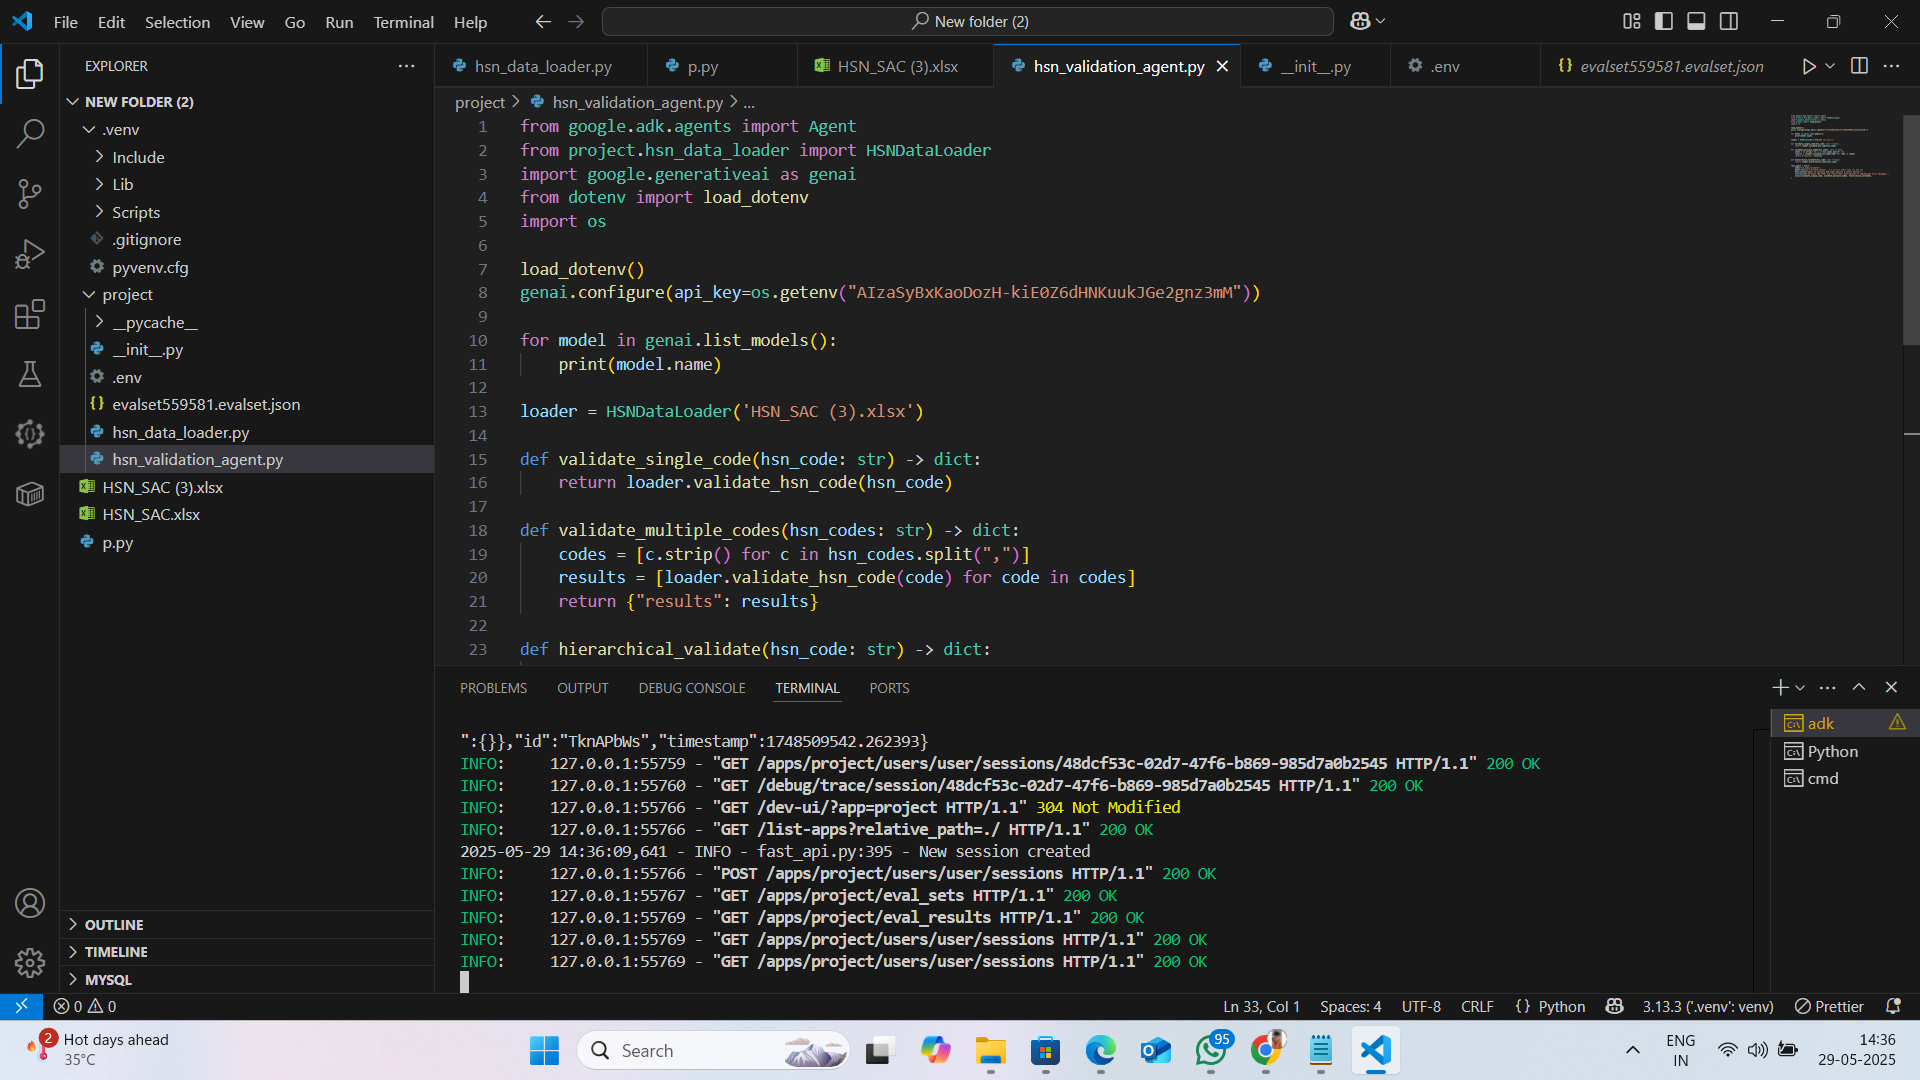 File Edit Selection View Go Run Terminal Help
New folder (2)
EXPLORER
NEW FOLDER (2)
.venv
Include
Lib
Scripts
.gitignore
pyvenv.cfg
project
__pycache__
__init__.py
.env
evalset559581.evalset.json
hsn_data_loader.py
hsn_validation_agent.py
HSN_SAC (3).xlsx
HSN_SAC.xlsx
p.py
OUTLINE
TIMELINE
MYSQL
hsn_data_loader.py p.py HSN_SAC (3).xlsx hsn_validation_agent.py __init__.py .env evalset559581.evalset.json
project > hsn_validation_agent.py > ...
1 from google.adk.agents import Agent
2 from project.hsn_data_loader import HSNDataLoader
3 import google.generativeai as genai
4 from dotenv import load_dotenv
5 import os
6
7 load_dotenv()
8 genai.configure(api_key=os.getenv("AIzaSyBxKaoDozH-kiE0Z6dHNKuukJGe2gnz3mM"))
9
10 for model in genai.list_models():
11 print(model.name)
12
13 loader = HSNDataLoader('HSN_SAC (3).xlsx')
14
15 def validate_single_code(hsn_code: str) -> dict:
16 return loader.validate_hsn_code(hsn_code)
17
18 def validate_multiple_codes(hsn_codes: str) -> dict:
19 codes = [c.strip() for c in hsn_codes.split(",")]
20 results = [loader.validate_hsn_code(code) for code in codes]
21 return {"results": results}
22
23 def hierarchical_validate(hsn_code: str) -> dict:
PROBLEMS OUTPUT DEBUG CONSOLE TERMINAL PORTS
":{}},"id":"TknAPbWs","timestamp":1748509542.262393}
INFO: 127.0.0.1:55759 - "GET /apps/project/users/user/sessions/48dcf53c-02d7-47f6-b869-985d7a0b2545 HTTP/1.1" 200 OK
INFO: 127.0.0.1:55760 - "GET /debug/trace/session/48dcf53c-02d7-47f6-b869-985d7a0b2545 HTTP/1.1" 200 OK
INFO: 127.0.0.1:55766 - "GET /dev-ui/?app=project HTTP/1.1" 304 Not Modified
INFO: 127.0.0.1:55766 - "GET /list-apps?relative_path=./ HTTP/1.1" 200 OK
2025-05-29 14:36:09,641 - INFO - fast_api.py:395 - New session created
INFO: 127.0.0.1:55766 - "POST /apps/project/users/user/sessions HTTP/1.1" 200 OK
INFO: 127.0.0.1:55767 - "GET /apps/project/eval_sets HTTP/1.1" 200 OK
INFO: 127.0.0.1:55769 - "GET /apps/project/eval_results HTTP/1.1" 200 OK
INFO: 127.0.0.1:55769 - "GET /apps/project/users/user/sessions HTTP/1.1" 200 OK
INFO: 127.0.0.1:55769 - "GET /apps/project/users/user/sessions HTTP/1.1" 200 OK
adk
Python
cmd
0 0
Ln 33, Col 1 Spaces: 4 UTF-8 CRLF {} Python 3.13.3 ('.venv': venv) Prettier
2
Hot days ahead
35°C
Search
95
ENG
IN
14:36
29-05-2025